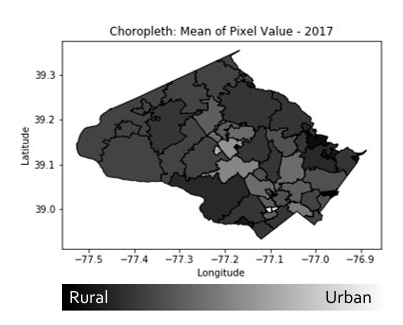 Choropleth: Mean of Pixel Value - 2017
39.3
39.2
39.1
39.0
Latitude
−77.5 −77.4 −77.3 −77.2 −77.1 −77.0 −76.9
Longitude
Rural Urban